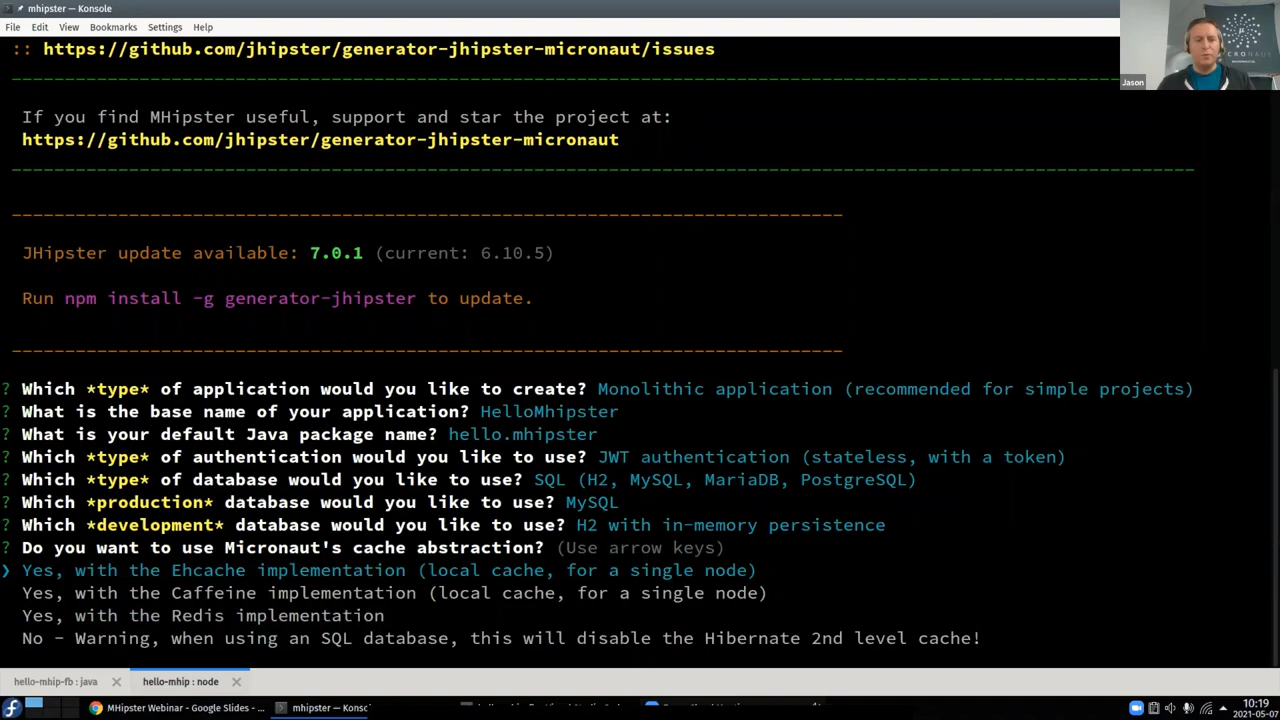 mhipster — Konsole
File Edit View Bookmarks Settings Help
:: https://github.com/jhipster/generator-jhipster-micronaut/issues
If you find MHipster useful, support and star the project at:
https://github.com/jhipster/generator-jhipster-micronaut
JHipster update available: 7.0.1 (current: 6.10.5)
Run npm install -g generator-jhipster to update.
? Which *type* of application would you like to create? Monolithic application (recommended for simple projects)
? What is the base name of your application? HelloMhipster
? What is your default Java package name? hello.mhipster
? Which *type* of authentication would you like to use? JWT authentication (stateless, with a token)
? Which *type* of database would you like to use? SQL (H2, MySQL, MariaDB, PostgreSQL)
? Which *production* database would you like to use? MySQL
? Which *development* database would you like to use? H2 with in-memory persistence
? Do you want to use Micronaut's cache abstraction? (Use arrow keys)
❯ Yes, with the Ehcache implementation (local cache, for a single node)
Yes, with the Caffeine implementation (local cache, for a single node)
Yes, with the Redis implementation
No - Warning, when using an SQL database, this will disable the Hibernate 2nd level cache!
Jason
hello-mhip-fb : java
hello-mhip : node
MHipster Webinar - Google Slides - ...
mhipster — Konso
10:19
2021-05-07